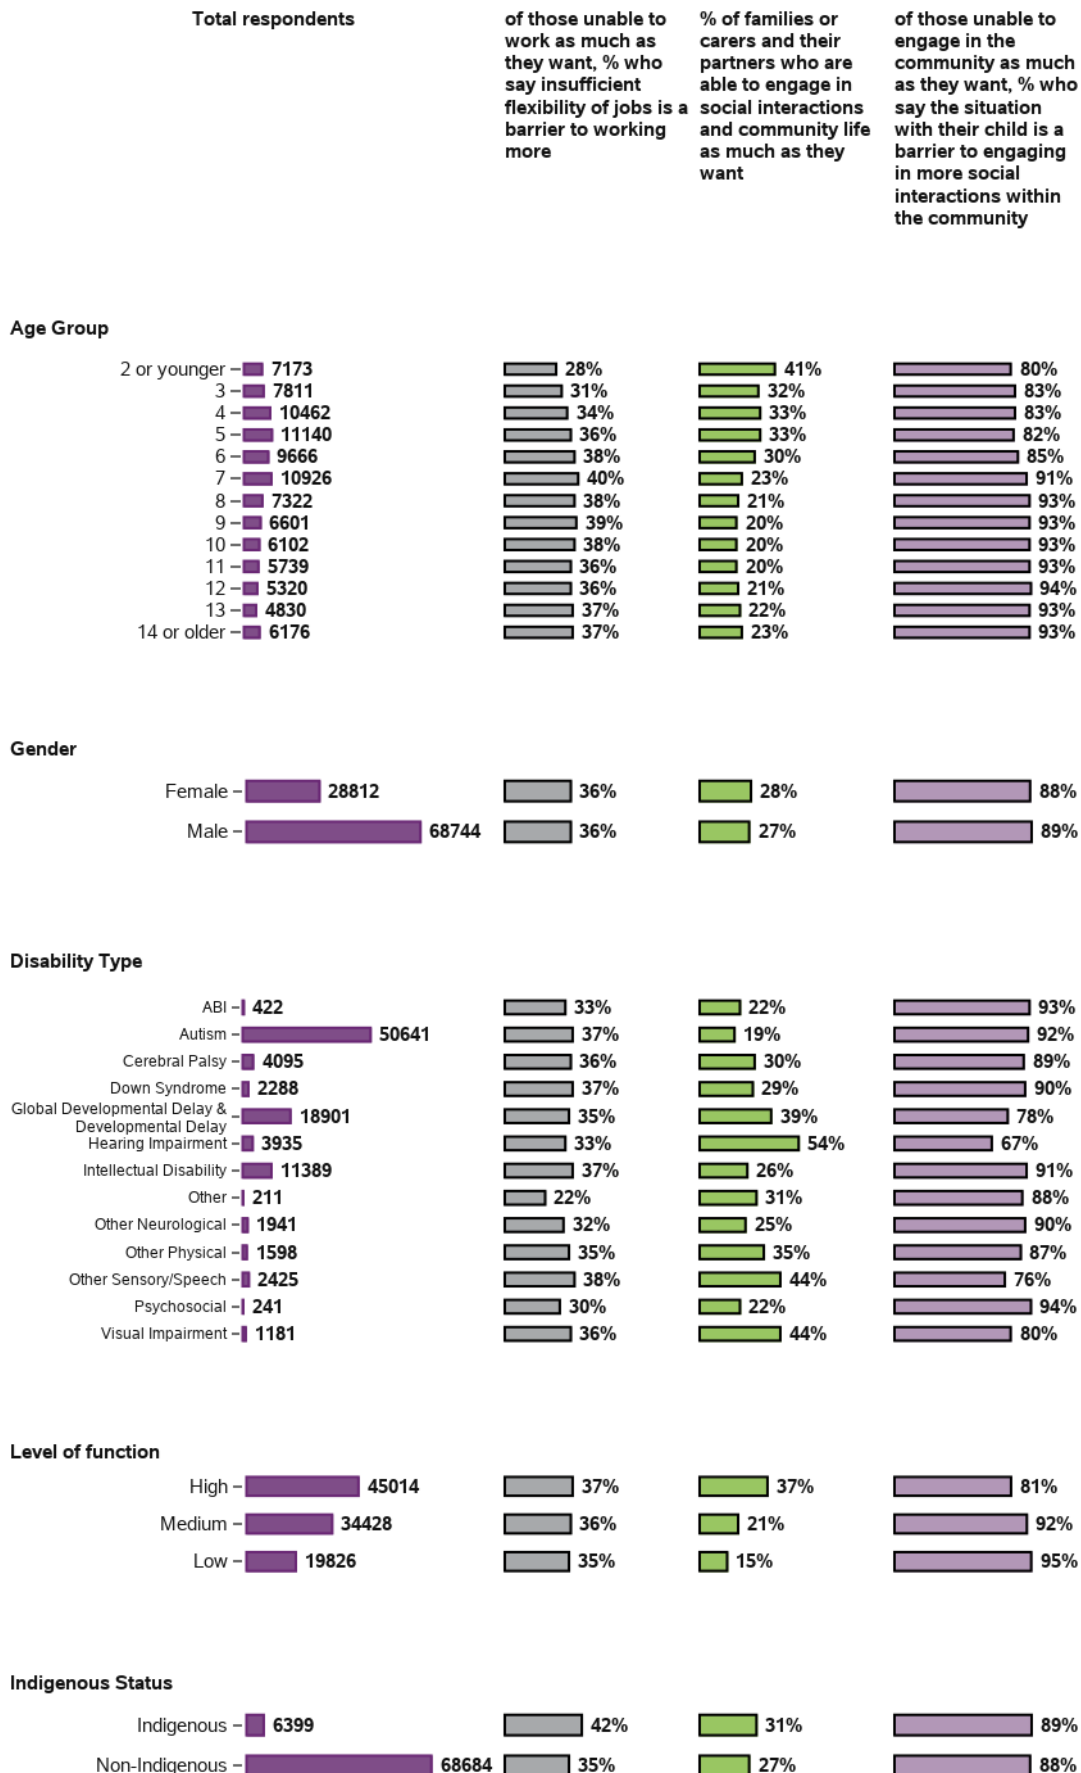 Total respondents
of those unable to
work as much as
they want, % who
say insufficient
flexibility of jobs is a
barrier to working
more
% of families or
carers and their
partners who are
able to engage in
social interactions
and community life
as much as they
want
of those unable to
engage in the
community as much
as they want, % who
say the situation
with their child is a
barrier to engaging
in more social
interactions within
the community
Age Group
2 or younger 7173 28% 41% 80%
3 7811 31% 32% 83%
4 10462 34% 33% 83%
5 11140 36% 33% 82%
6 9666 38% 30% 85%
7 10926 40% 23% 91%
8 7322 38% 21% 93%
9 6601 39% 20% 93%
10 6102 38% 20% 93%
11 5739 36% 20% 93%
12 5320 36% 21% 94%
13 4830 37% 22% 93%
14 or older 6176 37% 23% 93%
Gender
Female 28812 36% 28% 88%
Male 68744 36% 27% 89%
Disability Type
ABI 422 33% 22% 93%
Autism 50641 37% 19% 92%
Cerebral Palsy 4095 36% 30% 89%
Down Syndrome 2288 37% 29% 90%
Global Developmental Delay &
Developmental Delay 18901 35% 39% 78%
Hearing Impairment 3935 33% 54% 67%
Intellectual Disability 11389 37% 26% 91%
Other 211 22% 31% 88%
Other Neurological 1941 32% 25% 90%
Other Physical 1598 35% 35% 87%
Other Sensory/Speech 2425 38% 44% 76%
Psychosocial 241 30% 22% 94%
Visual Impairment 1181 36% 44% 80%
Level of function
High 45014 37% 37% 81%
Medium 34428 36% 21% 92%
Low 19826 35% 15% 95%
Indigenous Status
Indigenous 6399 42% 31% 89%
Non-Indigenous 68684 35% 27% 88%